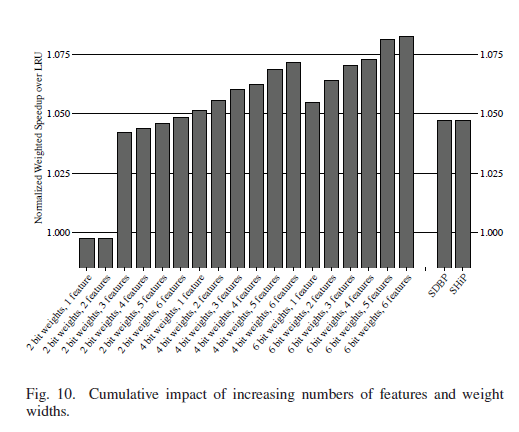 Normalized Weighted Speedup over LRU
1.075
1.050
1.025
1.000
1.075
1.050
1.025
1.000
2 bit weights, 1 feature
2 bit weights, 2 features
2 bit weights, 3 features
2 bit weights, 4 features
2 bit weights, 5 features
2 bit weights, 6 features
4 bit weights, 1 feature
4 bit weights, 2 features
4 bit weights, 3 features
4 bit weights, 4 features
4 bit weights, 5 features
4 bit weights, 6 features
6 bit weights, 1 feature
6 bit weights, 2 features
6 bit weights, 3 features
6 bit weights, 4 features
6 bit weights, 5 features
6 bit weights, 6 features
SDBP
SHiP
Fig. 10. Cumulative impact of increasing numbers of features and weight
widths.